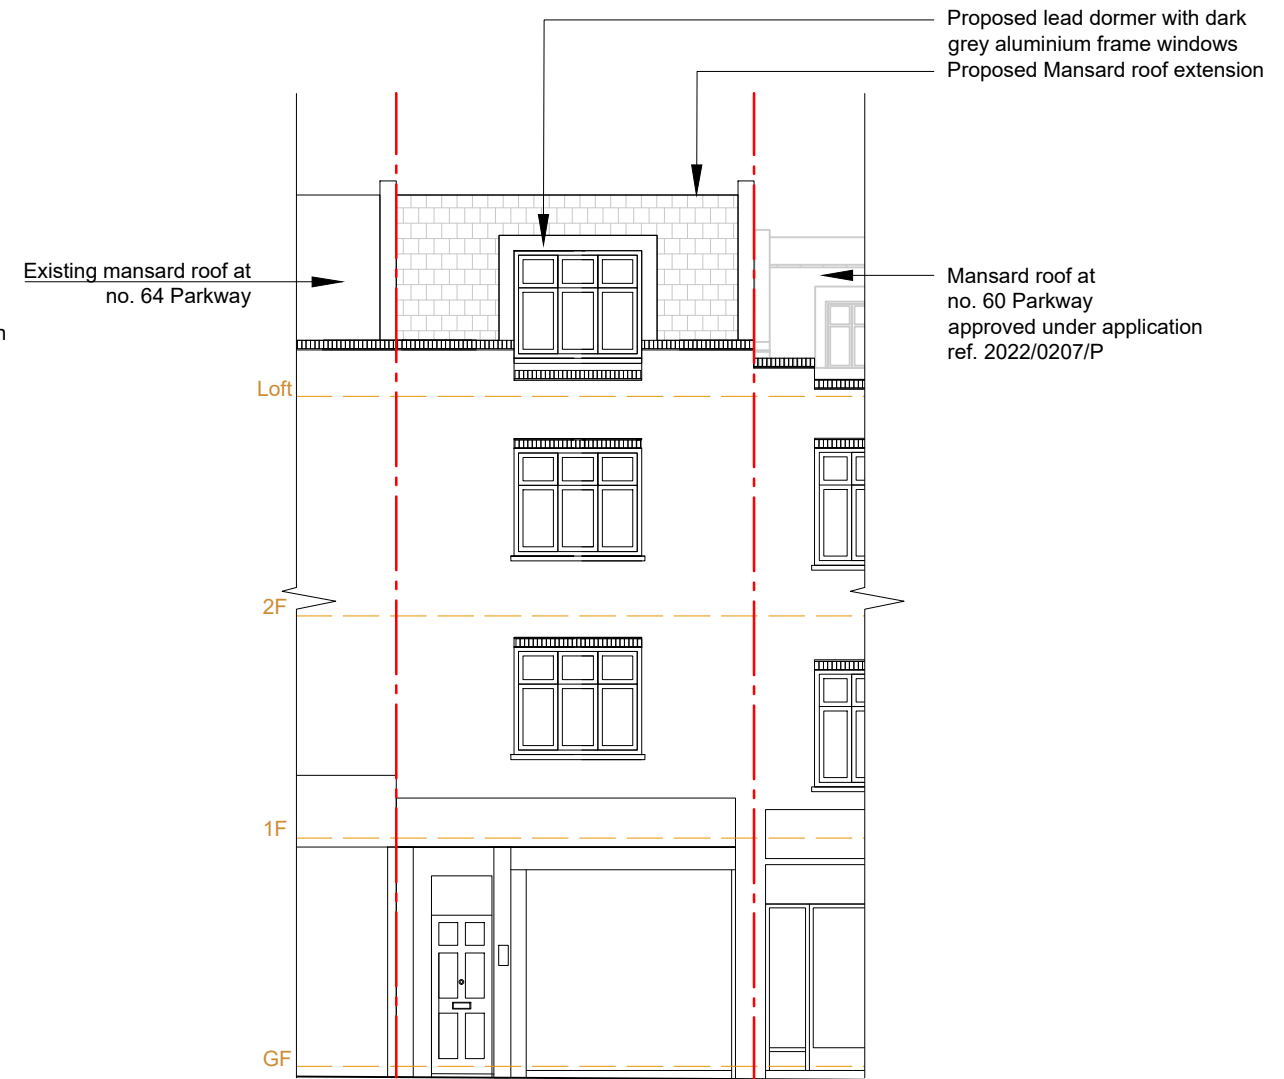 Proposed lead dormer with dark
grey aluminium frame windows
Proposed Mansard roof extension
Existing mansard roof at
no. 64 Parkway
Mansard roof at
no. 60 Parkway
approved under application
ref. 2022/0207/P
n
Loft
2F
1F
GF